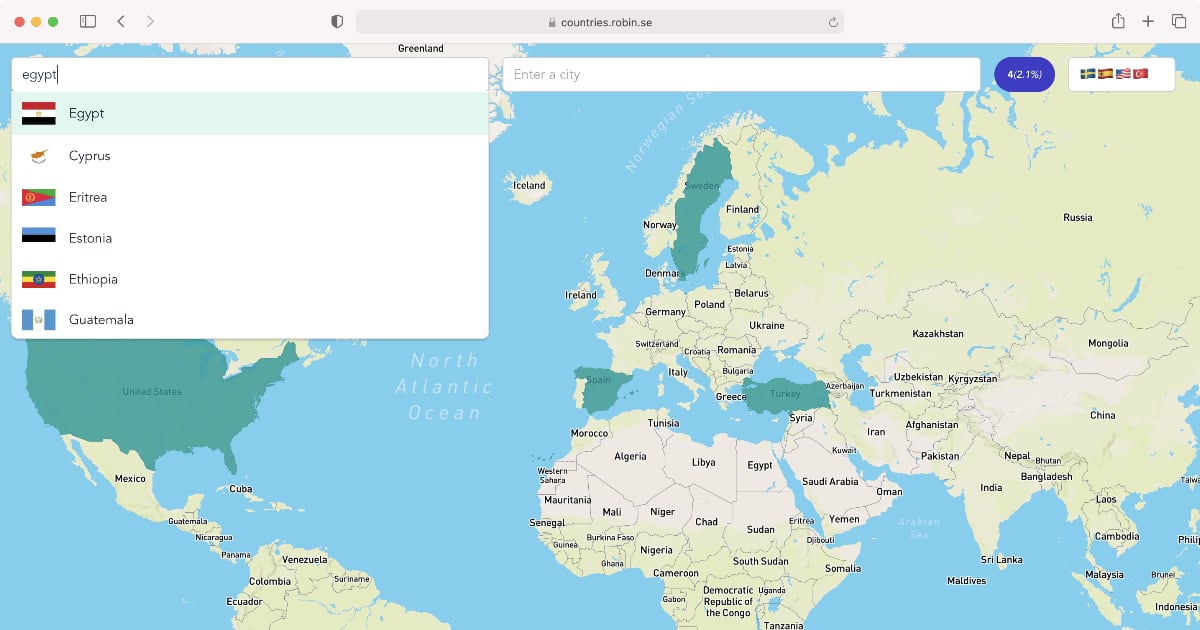 countries.robin.se
egypt
Enter a city
4(2.1%)
Egypt
Cyprus
Eritrea
Estonia
Ethiopia
Guatemala
Greenland
Norwegian Se
Iceland
Sweden
Finland
Norway
Russia
Estonia
Latvia
Denmark
Ireland
Belarus
Poland
Germany
Ukraine
Kazakhstan
Switzerland
Croatia
Romania
Mongolia
North
Atlantic
Ocean
Italy
Bulgaria
Spain
Uzbekistan
Kyrgyzstan
Azerbaijan
United States
Greece
Turkey
Turkmenistan
Syria
China
Tunisia
Afghanistan
Morocco
Iran
Algeria
Libya
Egypt
Kuwait
Pakistan
Nepal
Bhutan
Western
Sahara
Bangladesh
Mexico
Saudi Arabia
India
Taiw
Cuba
Oman
Mauritania
Mali
Niger
Laos
Guatemala
Senegal
Chad
Sudan
Eritrea
Yemen
Arabian
Sea
Nicaragua
Burkina Faso
Djibouti
Cambodia
Philip
Guinea
Nigeria
Panama
Venezuela
Ghana
South Sudan
Somalia
Sri Lanka
Colombia
Suriname
Cameroon
Maldives
Malaysia
Brunei
Ecuador
Gabon
Democratic
Republic of
the Congo
Uganda
Indonesia
Tanzania